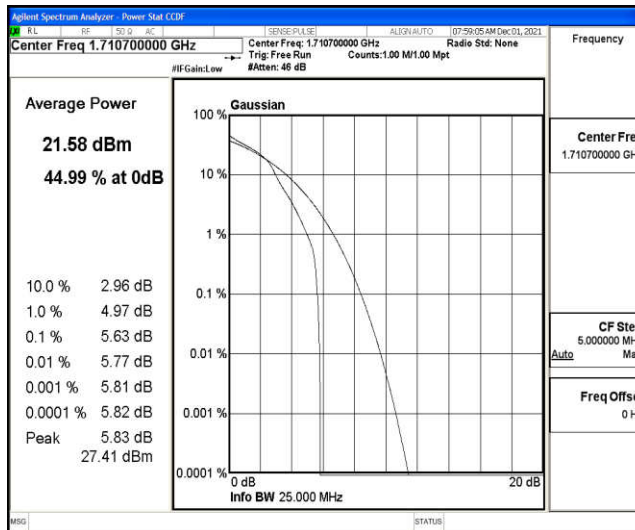 Agilent Spectrum Analyzer - Power Stat CCDF
RL RF 50 Ω AC SENSE:PULSE ALIGN AUTO 07:59:05 AM Dec 01, 2021
Center Freq 1.710700000 GHz
Center Freq: 1.710700000 GHz Radio Std: None
Trig: Free Run Counts:1.00 M/1.00 Mpt
#IFGain:Low #Atten: 46 dB
Frequency
Average Power
21.58 dBm
44.99 % at 0dB
10.0 % 2.96 dB
1.0 % 4.97 dB
0.1 % 5.63 dB
0.01 % 5.77 dB
0.001 % 5.81 dB
0.0001 % 5.82 dB
Peak 5.83 dB
27.41 dBm
Gaussian
100 %
10 %
1 %
0.1 %
0.01 %
0.001 %
0.0001 %
0 dB 20 dB
Info BW 25.000 MHz
Center Fre
1.710700000 GH
CF Ste
5.000000 MH
Auto Ma
Freq Offse
0 H
MSG STATUS